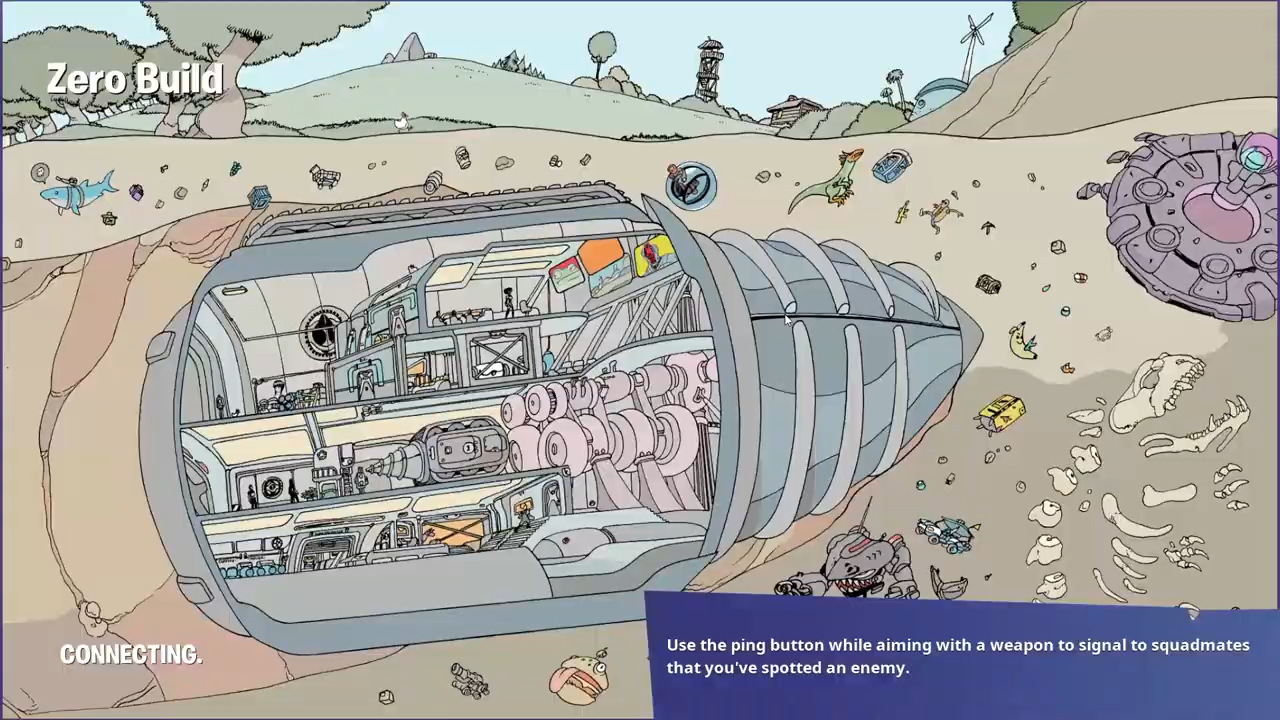 Zero Build
CONNECTING.
Use the ping button while aiming with a weapon to signal to squadmates
that you've spotted an enemy.